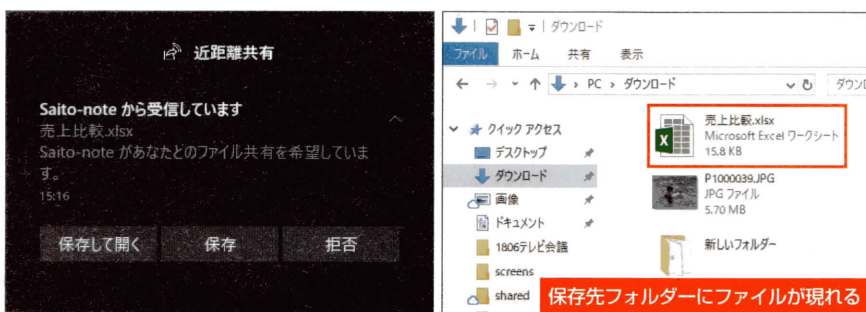 近距離共有
Saito-note から受信しています
売上比較.xlsx
Saito-note があなたとのファイル共有を希望していま
す。
15:16
保存して開く 保存 拒否
ダウンロード
ファイル ホーム 共有 表示
PC › ダウンロード
クイック アクセス
デスクトップ
ダウンロード
画像
ドキュメント
1806テレビ会議
screens
shared
売上比較.xlsx
Microsoft Excel ワークシート
15.8 KB
P1000039.JPG
JPG ファイル
5.70 MB
新しいフォルダー
保存先フォルダーにファイルが現れる